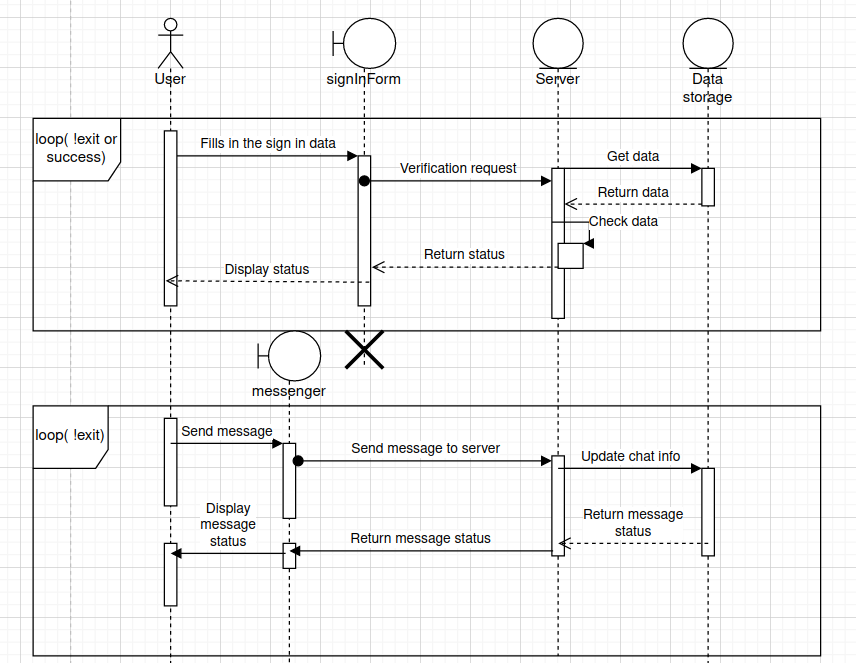 User
signInForm
Server
Data
storage
loop( !exit or
success)
Fills in the sign in data
Verification request
Get data
Return data
Check data
Return status
Display status
messenger
loop( !exit)
Send message
Send message to server
Update chat info
Display
message
status
Return message status
Return message
status